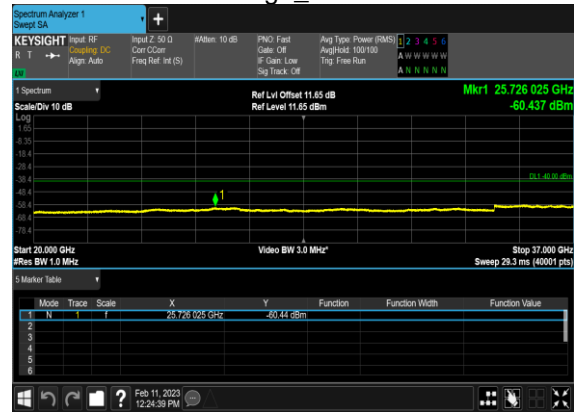 Spectrum Analyzer 1
Swept SA
KEYSIGHT
R T
Input: RF
Coupling: DC
Align: Auto
Input Z: 50 Ω
Corr CCorr
Freq Ref: Int (S)
#Atten: 10 dB
PNO: Fast
Gate: Off
IF Gain: Low
Sig Track: Off
Avg Type: Power (RMS)
Avg|Hold: 100/100
Trig: Free Run
1 2 3 4 5 6
A W W W W W
A N N N N N
1 Spectrum
Scale/Div 10 dB
Ref Lvl Offset 11.65 dB
Ref Level 11.65 dBm
Mkr1 25.726 025 GHz
-60.437 dBm
Log
1.65
-8.35
-18.4
-28.4
-38.4
-48.4
-58.4
-68.4
-78.4
DL1 -40.00 dBm
1
Start 20.000 GHz
#Res BW 1.0 MHz
Video BW 3.0 MHz*
Stop 37.000 GHz
Sweep 29.3 ms (40001 pts)
5 Marker Table
Mode Trace Scale X Y Function Function Width Function Value
1 N 1 f 25.726 025 GHz -60.44 dBm
2
3
4
5
6
?
Feb 11, 2023
12:24:39 PM